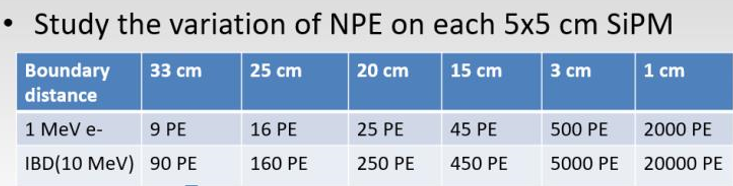 • Study the variation of NPE on each 5x5 cm SiPM
Boundary distance 33 cm 25 cm 20 cm 15 cm 3 cm 1 cm
1 MeV e- 9 PE 16 PE 25 PE 45 PE 500 PE 2000 PE
IBD(10 MeV) 90 PE 160 PE 250 PE 450 PE 5000 PE 20000 PE